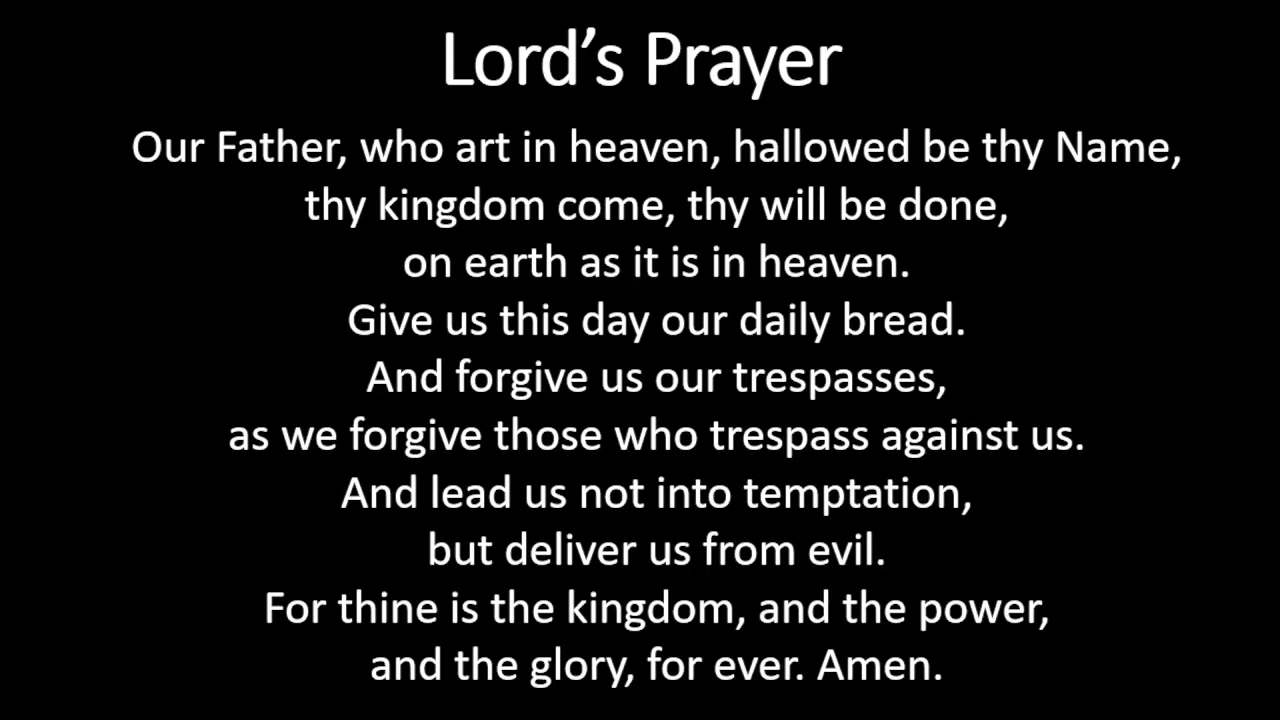 Lord’s Prayer
Our Father, who art in heaven, hallowed be thy Name,
thy kingdom come, thy will be done,
on earth as it is in heaven.
Give us this day our daily bread.
And forgive us our trespasses,
as we forgive those who trespass against us.
And lead us not into temptation,
but deliver us from evil.
For thine is the kingdom, and the power,
and the glory, for ever. Amen.